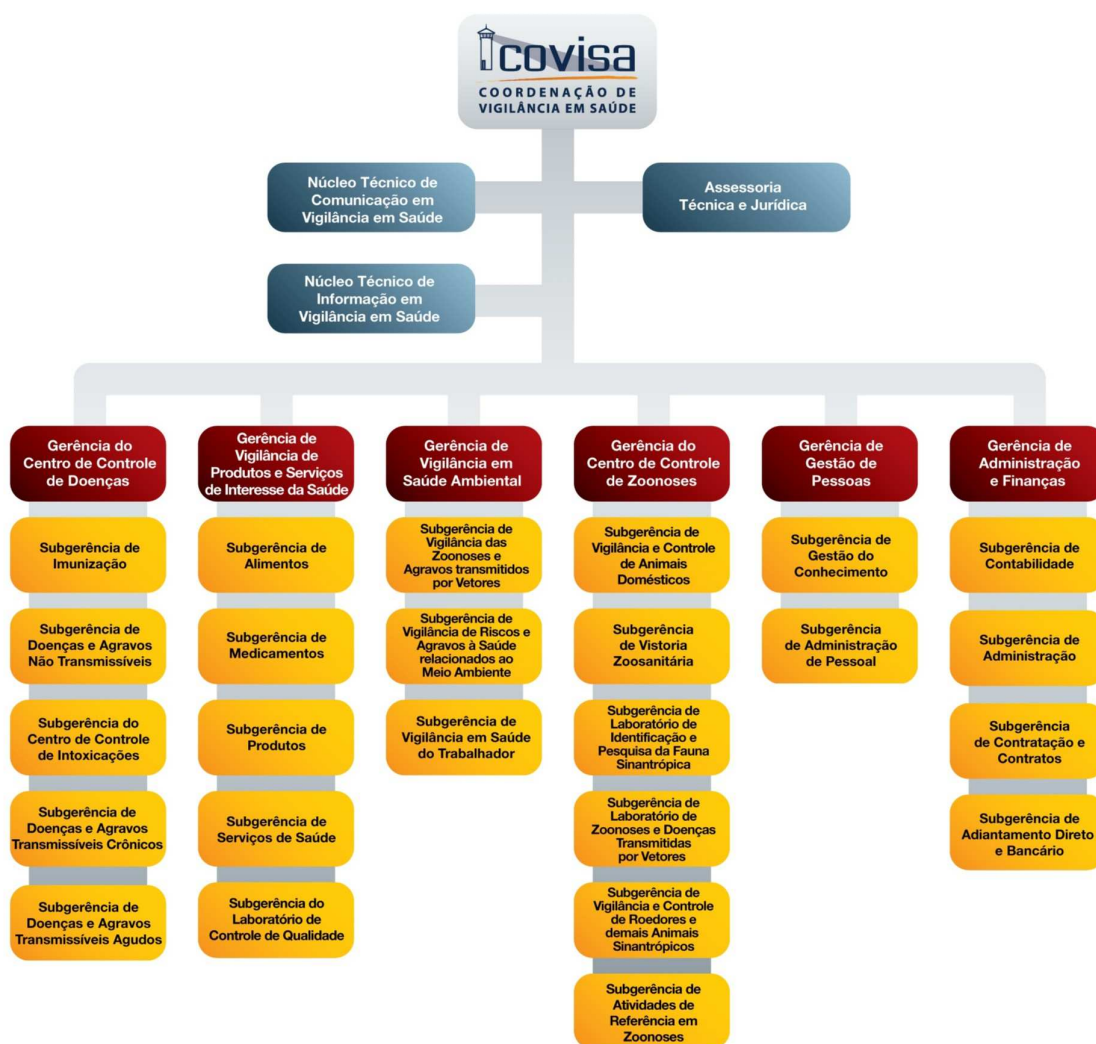 covisa
COORDENAÇÃO DE
VIGILÂNCIA EM SAÚDE
Núcleo Técnico de
Comunicação em
Vigilância em Saúde
Assessoria
Técnica e Jurídica
Núcleo Técnico de
Informação em
Vigilância em Saúde
Gerência do
Centro de Controle
de Doenças
Subgerência de
Imunização
Subgerência de
Doenças e Agravos
Não Transmissíveis
Subgerência do
Centro de Controle
de Intoxicações
Subgerência de
Doenças e Agravos
Transmissíveis Crônicos
Subgerência de
Doenças e Agravos
Transmissíveis Agudos
Gerência de
Vigilância de
Produtos e Serviços
de Interesse da Saúde
Subgerência de
Alimentos
Subgerência de
Medicamentos
Subgerência de
Produtos
Subgerência de
Serviços de Saúde
Subgerência do
Laboratório de
Controle de Qualidade
Gerência de
Vigilância em
Saúde Ambiental
Subgerência de
Vigilância das
Zoonoses e
Agravos transmitidos
por Vetores
Subgerência de
Vigilância de Riscos e
Agravos à Saúde
relacionados ao
Meio Ambiente
Subgerência de
Vigilância em Saúde
do Trabalhador
Gerência do
Centro de Controle
de Zoonoses
Subgerência de
Vigilância e Controle
de Animais
Domésticos
Subgerência
de Vistoria
Zoosanitária
Subgerência de
Laboratório de
Identificação e
Pesquisa da Fauna
Sinantrópica
Subgerência de
Laboratório de
Zoonoses e Doenças
Transmitidas
por Vetores
Subgerência de
Vigilância e Controle
de Roedores e
demais Animais
Sinantrópicos
Subgerência de
Atividades de
Referência em
Zoonoses
Gerência de
Gestão de
Pessoas
Subgerência de
Gestão do
Conhecimento
Subgerência
de Administração
de Pessoal
Gerência de
Administração
e Finanças
Subgerência de
Contabilidade
Subgerência de
Administração
Subgerência
de Contratação e
Contratos
Subgerência de
Adiantamento Direto
e Bancário